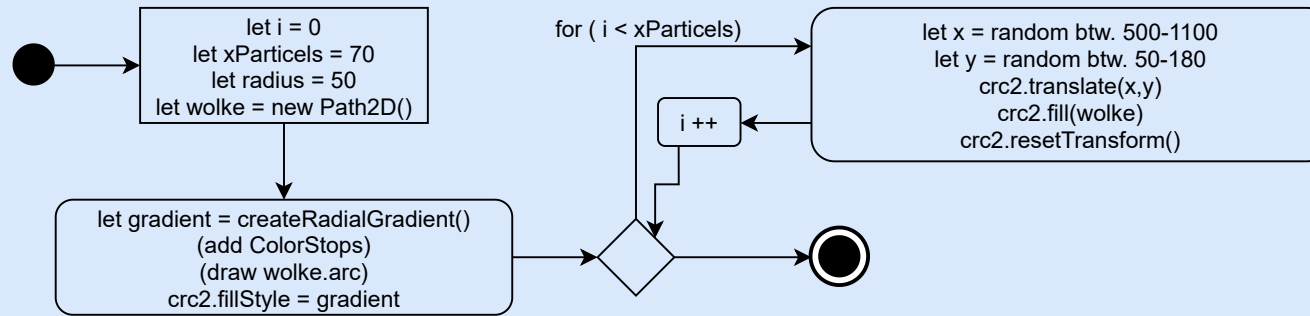 let i = 0
let xParticels = 70
let radius = 50
let wolke = new Path2D()
for ( i < xParticels)
let x = random btw. 500-1100
let y = random btw. 50-180
crc2.translate(x,y)
crc2.fill(wolke)
crc2.resetTransform()
i ++
let gradient = createRadialGradient()
(add ColorStops)
(draw wolke.arc)
crc2.fillStyle = gradient